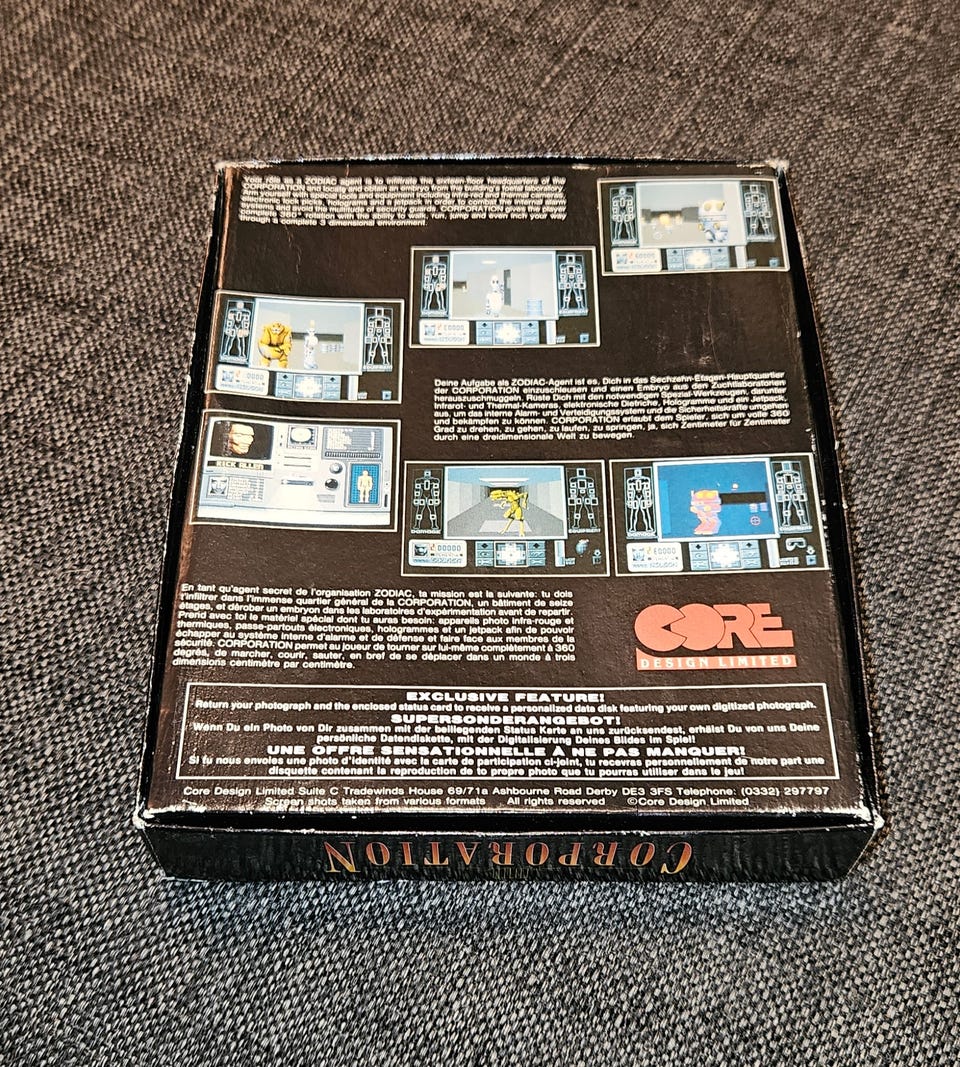 Your role as a ZODIAC agent is to infiltrate the sixteen-floor headquarters of the
CORPORATION and locate and obtain an embryo from the building's foetal laboratory.
Arm yourself with special tools and equipment including infra-red and thermal cameras,
electronic lock picks, holograms and a jetpack in order to combat the internal alarm
systems and avoid the multitude of security guards. CORPORATION gives the player
complete 360° rotation with the ability to walk, run, jump and even inch your way
through a complete 3 dimensional environment.
Deine Aufgabe als ZODIAC-Agent ist es, Dich in das Sechzehn-Etagen-Hauptquartier
der CORPORATION einzuschleusen und einen Embryo aus den Zuchtlaboratorien
herauszuschmuggeln. Rüste Dich mit den notwendigen Spezial-Werkzeugen, darunter
Infrarot- und Thermal-Kameras, elektronische Dietriche, Hologramme und ein Jetpack,
aus, um das interne Alarm- und Verteidigungssystem und die Sicherheitskräfte umgehen
und bekämpfen zu können. CORPORATION erlaubt dem Spieler, sich um volle 360
Grad zu drehen, zu gehen, zu laufen, zu springen, ja, sich Zentimeter für Zentimeter
durch eine dreidimensionale Welt zu bewegen.
RICK ALLEN
En tant qu'agent secret de l'organisation ZODIAC, ta mission est la suivante: tu dois
t'infiltrer dans l'immense quartier général de la CORPORATION, un bâtiment de seize
étages, et dérober un embryon dans les laboratoires d'expérimentation avant de repartir.
Prend avec toi le matériel spécial dont tu auras besoin: appareils photo infra-rouge et
thermiques, passe-partouts électroniques, hologrammes et un jetpack afin de pouvoir
échapper au système interne d'alarme et de défense et faire face aux membres de la
sécurité. CORPORATION permet au joueur de tourner sur lui-même complètement à 360
degrés, de marcher, courir, sauter, en bref de se déplacer dans un monde à trois
dimensions centimètre par centimètre.
CORE
DESIGN LIMITED
EXCLUSIVE FEATURE!
Return your photograph and the enclosed status card to receive a personalized data disk featuring your own digitized photograph.
SUPERSONDERANGEBOT!
Wenn Du ein Photo von Dir zusammen mit der beiliegenden Status Karte an uns zurücksendest, erhälst Du von uns Deine
persönliche Datendiskette, mit der Digitalisierung Deines Bildes im Spiel!
UNE OFFRE SENSATIONNELLE À NE PAS MANQUER!
Si tu nous envoies une photo d'identité avec la carte de participation ci-joint, tu recevras personnellement de notre part une
disquette contenant la reproduction de to propre photo que tu pourras utiliser dans le jeu!
Core Design Limited Suite C Tradewinds House 69/71a Ashbourne Road Derby DE3 3FS Telephone: (0332) 297797
Screen shots taken from various formats All rights reserved ©Core Design Limited
CORPORATION